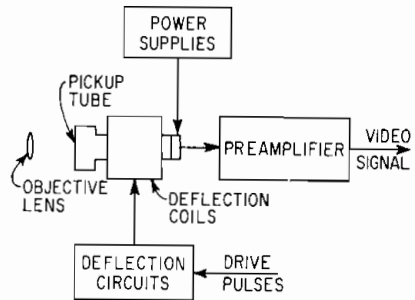 POWER
SUPPLIES
PICKUP
TUBE
OBJECTIVE
LENS
DEFLECTION
COILS
PREAMPLIFIER
VIDEO
SIGNAL
DEFLECTION
CIRCUITS
DRIVE
PULSES